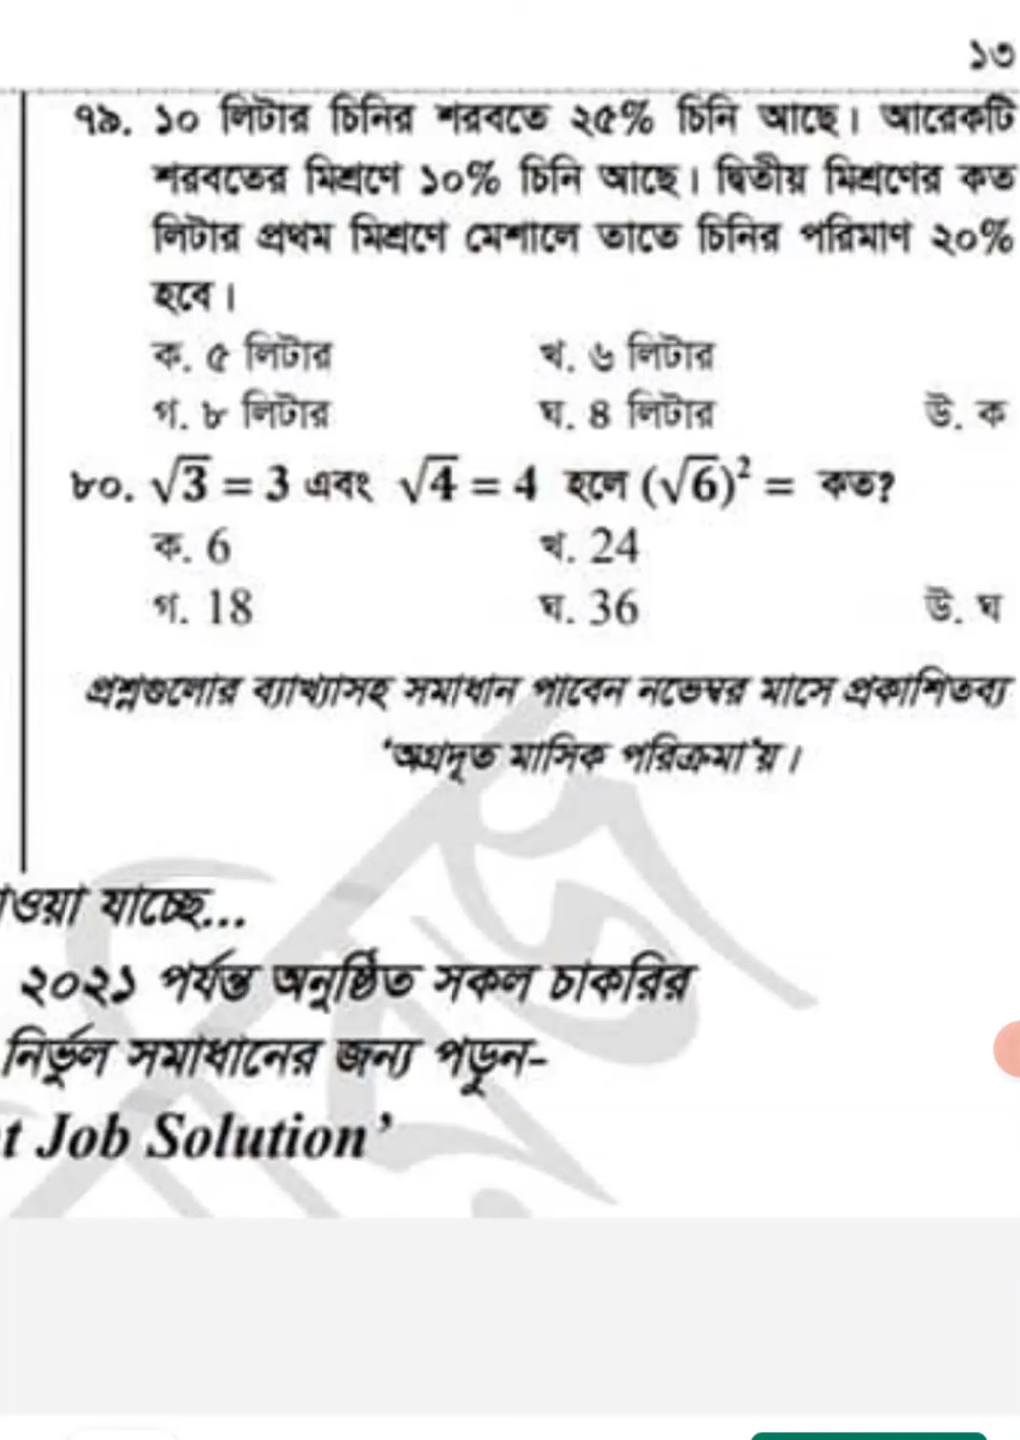 ১৩
৭৯. ১০ লিটার চিনির শরবতে ২৫% চিনি আছে। আরেকটি
শরবতের মিশ্রণে ১০% চিনি আছে। দ্বিতীয় মিশ্রণের কত
লিটার প্রথম মিশ্রণে মেশালে তাতে চিনির পরিমাণ ২০%
হবে।
ক. ৫ লিটার খ. ৬ লিটার
গ. ৮ লিটার ঘ. ৪ লিটার উ. ক
৮০. √3 = 3 এবং √4 = 4 হলে (√6)² = কত?
ক. 6 খ. 24
গ. 18 ঘ. 36 উ. ঘ
প্রশ্নগুলোর ব্যাখ্যাসহ সমাধান পাবেন নভেম্বর মাসে প্রকাশিতব্য
‘অগ্রদূত মাসিক পরিক্রমা’য়।
যাচ্ছে...
২০২১ পর্যন্ত অনুষ্ঠিত সকল চাকরির
নির্ভুল সমাধানের জন্য পড়ুন-
Job Solution’